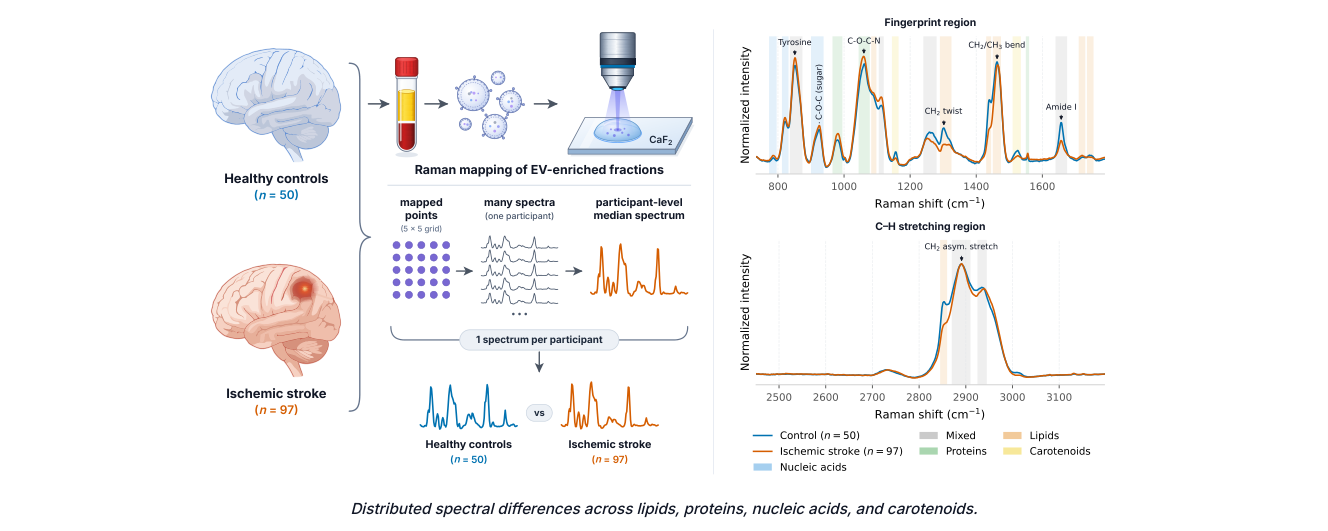 Healthy controls
(n = 50)
Ischemic stroke
(n = 97)
CaF₂
Raman mapping of EV-enriched fractions
mapped
points
(5 × 5 grid)
many spectra
(one participant)
participant-level
median spectrum
...
1 spectrum per participant
vs
Healthy controls
(n = 50)
Ischemic stroke
(n = 97)
Fingerprint region
Normalized intensity
Tyrosine
C-O-C (sugar)
C-O-C-N
CH₂ twist
CH₂/CH₃ bend
Amide I
800 1000 1200 1400 1600
Raman shift (cm⁻¹)
C–H stretching region
Normalized intensity
CH₂ asym. stretch
2500 2600 2700 2800 2900 3000 3100
Raman shift (cm⁻¹)
Control (n = 50)
Ischemic stroke (n = 97)
Nucleic acids
Mixed
Proteins
Lipids
Carotenoids
Distributed spectral differences across lipids, proteins, nucleic acids, and carotenoids.